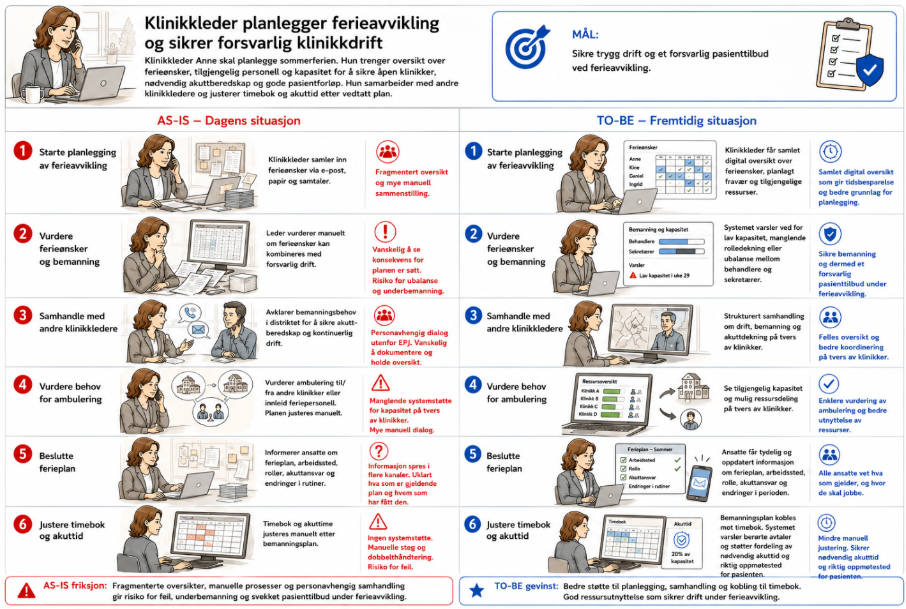 Klinikkleder planlegger ferieavvikling
og sikrer forsvarlig klinikkdrift
Klinikkleder Anne skal planlegge sommerferien. Hun trenger oversikt over
ferieønsker, tilgjengelig personell og kapasitet for å sikre åpen klinikker,
nødvendig akuttberedskap og gode pasientforløp. Hun samarbeider med andre
klinikkledere og justerer timebok og akuttid etter vedtatt plan.
MÅL:
Sikre trygg drift og et forsvarlig pasienttilbud
ved ferieavvikling.
AS-IS – Dagens situasjon
1
Starte planlegging
av ferieavvikling
Klinikkleder samler inn
ferieønsker via e-post,
papir og samtaler.
Fragmentert oversikt
og mye manuell
sammenstilling.
2
Vurdere
ferieønsker
og bemanning
Leder vurderer manuelt
om ferieønsker kan
kombineres med
forsvarlig drift.
Vanskelig å se
konsekvens for
planen er satt.
Risiko for ubalanse
og underbemanning.
3
Samhandle med
andre klinikkledere
Avklarer bemanningsbehov
i distriktet for å sikre akutt-
beredskap og kontinuerlig
drift.
Personavhengig dialog
utenfor EPJ. Vanskelig
å dokumentere og
holde oversikt.
4
Vurdere behov
for ambulering
Vurderer ambulering til/
fra andre klinikker eller
innleid feriepersonell.
Planen justeres manuelt.
Manglende systemstøtte
for kapasitet på tvers
av klinikker.
Mye manuell dialog.
5
Beslutte
ferieplan
Informerer ansatte om
ferieplan, arbeidssted,
roller, akuttansvar og
endringer i rutiner.
Informasjon spres i
flere kanaler. Uklart
hva som er gjeldende
plan og hvem som
har fått den.
6
Justere timebok
og akuttid
Timebok og akuttime
justeres manuelt etter
bemanningsplan.
Ingen systemstøtte.
Manuelle steg og
dobbelthåndtering.
Risiko for feil.
AS-IS friksjon: Fragmenterte oversikter, manuelle prosesser og personavhengig samhandling
gir risiko for feil, underbemanning og svekket pasienttilbud under ferieavvikling.
TO-BE – Fremtidig situasjon
1
Starte planlegging
av ferieavvikling
Ferieønsker
Anne
Kine
Geniel
Ingrid
Klinikkleder får samlet
digital oversikt over
ferieønsker, planlagt
fravær og tilgjengelige
ressurser.
Samlet digital oversikt
som gir tidsbesparelse
og bedre grunnlag for
planlegging.
2
Vurdere
ferieønsker
og bemanning
Bemanning og kapasitet
Behandlere
Sekretærer
Varsler
Lav kapasitet i uke 29
Systemet varsler ved for
lav kapasitet, manglende
rolledekning eller
ubalanse mellom
behandlere og
sekretærer.
Sikre bemanning
og dermed et
forsvarlig
pasienttilbud under
ferieavvikling.
3
Samhandle med
andre klinikkledere
Strukturert samhandling
om drift, bemanning og
akuttdekning på tvers
av klinikker.
Felles oversikt og
bedre koordinering
på tvers av klinikker.
4
Vurdere behov
for ambulering
Ressursoversikt
Klinikk A
Klinikk B
Klinikk C
Klinikk D
Se tilgjengelig kapasitet
og mulig ressursdeling
på tvers av klinikker.
Enklere vurdering av
ambulering og bedre
utnyttelse av
ressurser.
5
Beslutte
ferieplan
Ferieplan – Sommer
Arbeidssted
Rolle
Akuttansvar
Endringer i rutiner
Ansatte får tydelig og
oppdatert informasjon
om ferieplan, arbeidssted,
rolle, akuttansvar og
endringer i perioden.
Alle ansatte vet hva
som gjelder, og hvor
de skal jobbe.
6
Justere timebok
og akuttid
Timebok
Akuttid
20% av
kapasitet
Bemanningsplan kobles
mot timebok. Systemet
varsler berørte avtaler
og støtter fordeling av
nødvendig akuttid og
riktig oppmøtested
for pasienten.
Mindre manuell
justering. Sikrer
nødvendig akuttid
og riktig oppmøtested
for pasienten.
TO-BE gevinst: Bedre støtte til planlegging, samhandling og kobling til timebok.
God ressursutnyttelse som sikrer drift under ferieavvikling.